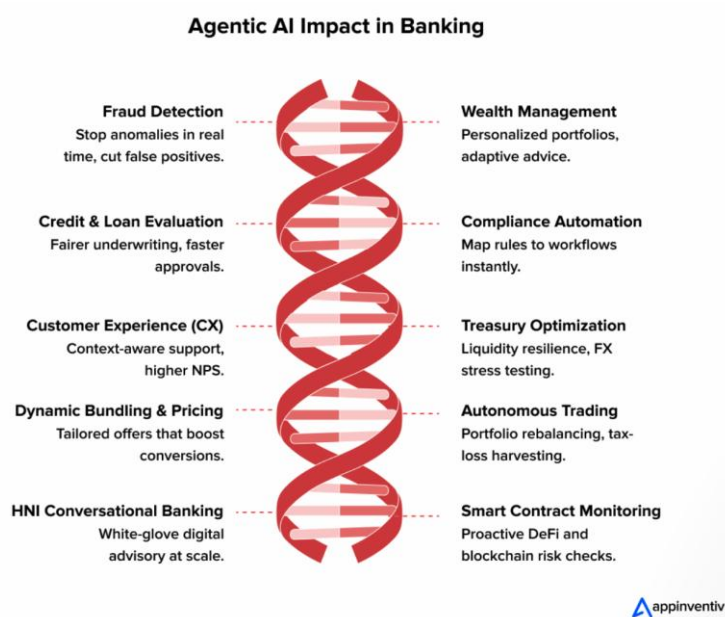 Agentic AI Impact in Banking
Fraud Detection
Stop anomalies in real
time, cut false positives.
Wealth Management
Personalized portfolios,
adaptive advice.
Credit & Loan Evaluation
Fairer underwriting, faster
approvals.
Compliance Automation
Map rules to workflows
instantly.
Customer Experience (CX)
Context-aware support,
higher NPS.
Treasury Optimization
Liquidity resilience, FX
stress testing.
Dynamic Bundling & Pricing
Tailored offers that boost
conversions.
Autonomous Trading
Portfolio rebalancing, tax-
loss harvesting.
HNI Conversational Banking
White-glove digital
advisory at scale.
Smart Contract Monitoring
Proactive DeFi and
blockchain risk checks.
appinventiv